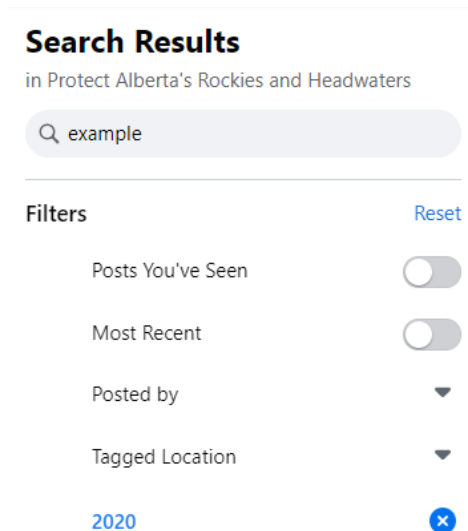 Search Results
in Protect Alberta's Rockies and Headwaters
example
Filters
Reset
Posts You've Seen
Most Recent
Posted by
Tagged Location
2020